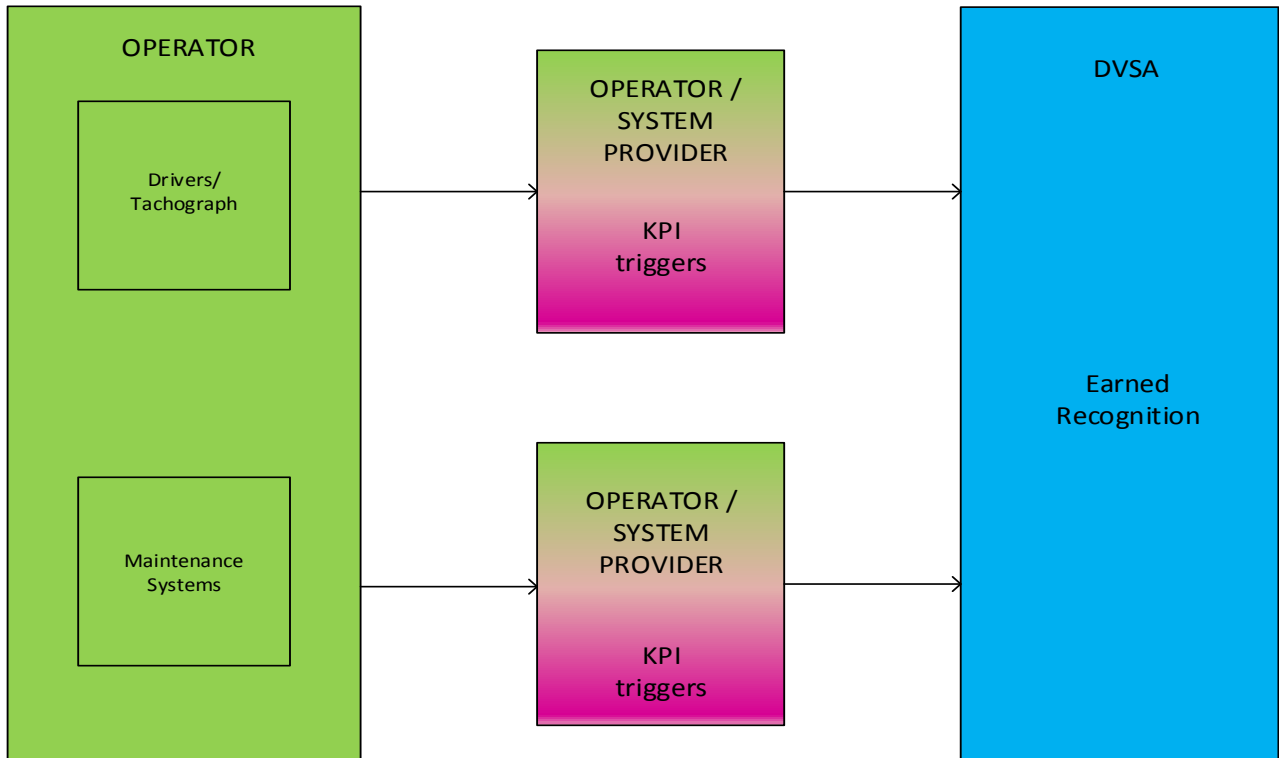 OPERATOR
Drivers/
Tachograph
Maintenance
Systems
OPERATOR /
SYSTEM
PROVIDER
KPI
triggers
OPERATOR /
SYSTEM
PROVIDER
KPI
triggers
DVSA
Earned
Recognition